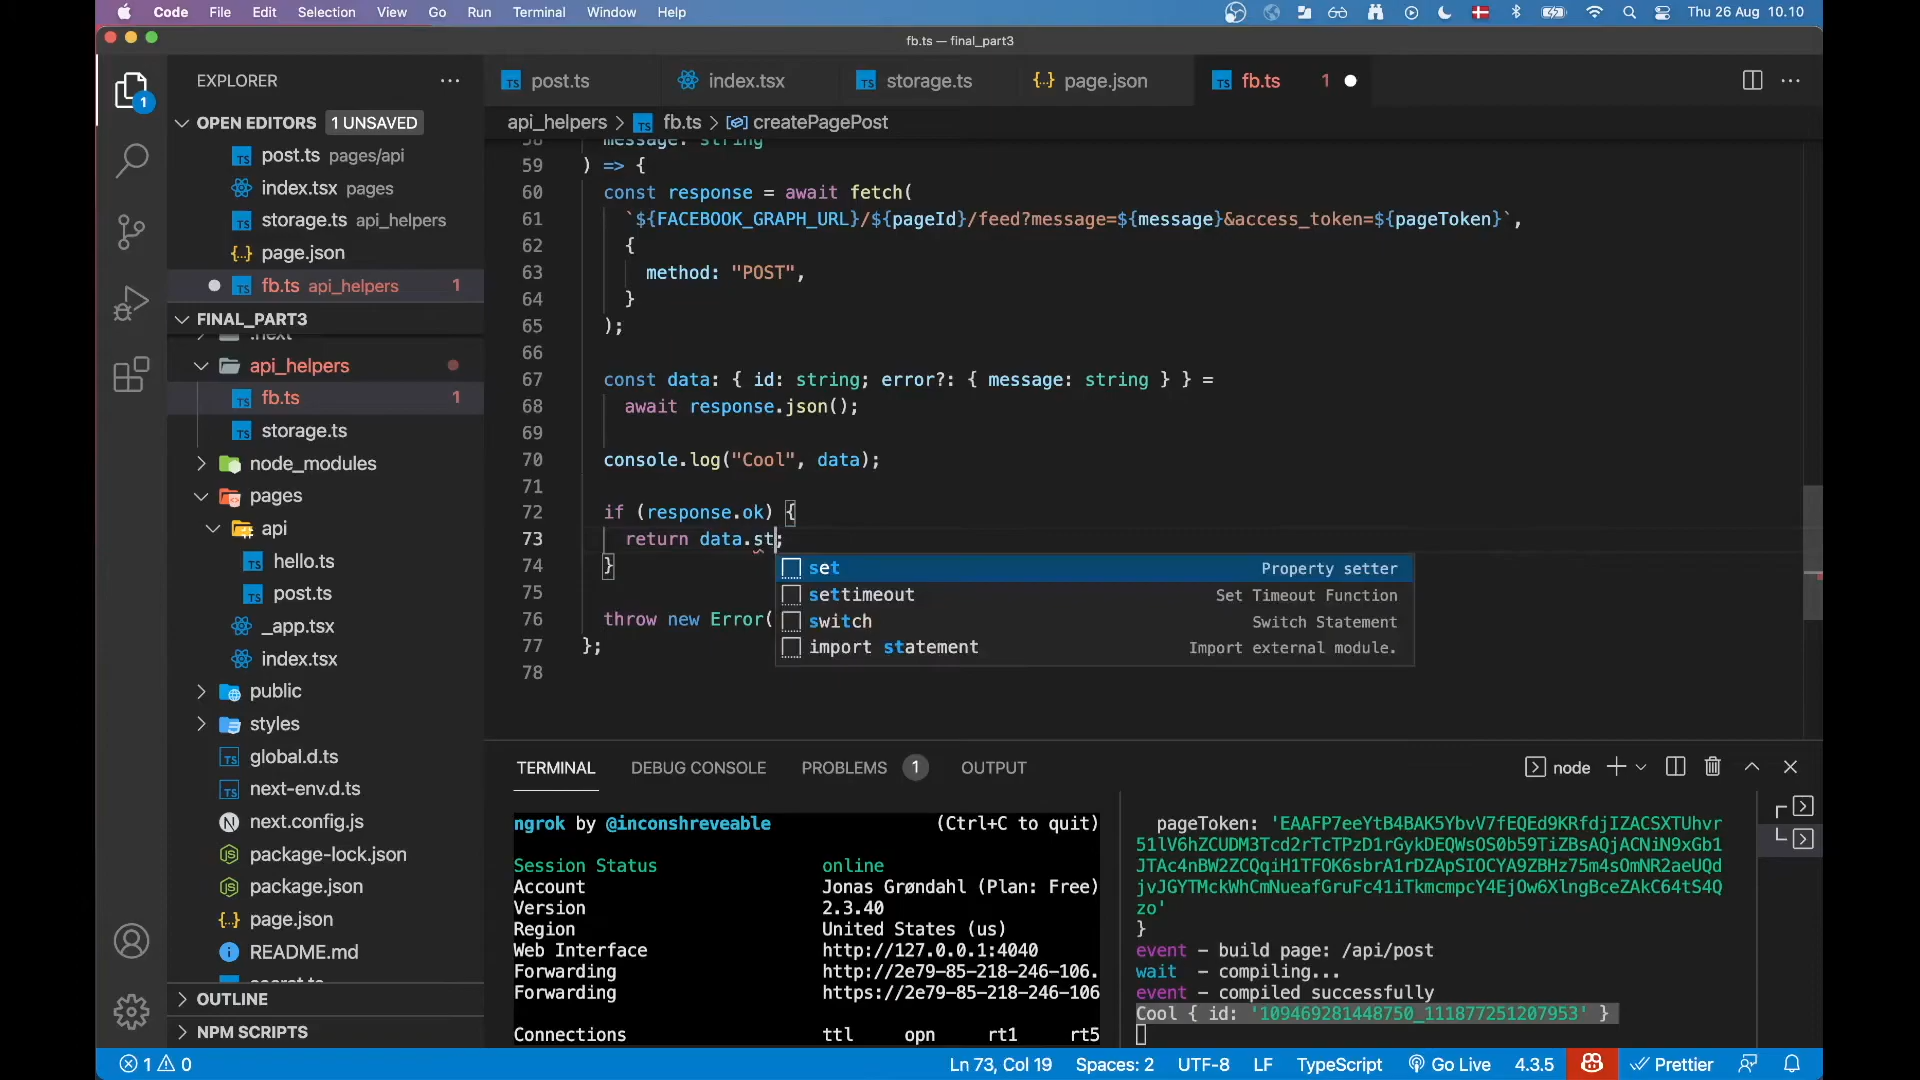 Code File Edit Selection View Go Run Terminal Window Help Thu 26 Aug 10.10
fb.ts — final_part3
EXPLORER
post.ts index.tsx storage.ts page.json fb.ts 1
OPEN EDITORS 1 UNSAVED
api_helpers > fb.ts > createPagePost
post.ts pages/api
index.tsx pages
storage.ts api_helpers
page.json
fb.ts api_helpers 1
FINAL_PART3
.next
api_helpers
fb.ts 1
storage.ts
node_modules
pages
api
hello.ts
post.ts
_app.tsx
index.tsx
public
styles
global.d.ts
next-env.d.ts
next.config.js
package-lock.json
package.json
page.json
README.md
secret.ts
OUTLINE
NPM SCRIPTS
58 message: string
59 ) => {
60 const response = await fetch(
61 `${FACEBOOK_GRAPH_URL}/${pageId}/feed?message=${message}&access_token=${pageToken}`,
62 {
63 method: "POST",
64 }
65 );
66
67 const data: { id: string; error?: { message: string } } =
68 await response.json();
69
70 console.log("Cool", data);
71
72 if (response.ok) {
73 return data.st;
74 }
75
76 throw new Error(
77 };
78
set Property setter
settimeout Set Timeout Function
switch Switch Statement
import statement Import external module.
TERMINAL DEBUG CONSOLE PROBLEMS 1 OUTPUT node
ngrok by @inconshreveable (Ctrl+C to quit)
Session Status online
Account Jonas Grøndahl (Plan: Free)
Version 2.3.40
Region United States (us)
Web Interface http://127.0.0.1:4040
Forwarding http://2e79-85-218-246-106.
Forwarding https://2e79-85-218-246-106
Connections ttl opn rt1 rt5
pageToken: 'EAAFP7eeYtB4BAK5YbvV7fEQEd9KRfdjIZACSXTUhvr
51lV6hZCUDM3Tcd2rTcTPzD1rGykDEQWsOS0b59TiZBsAQjACNiN9xGb1
JTAc4nBW2ZCQqiH1TFOK6sbrA1rDZApSIOCYA9ZBHz75m4sOmNR2aeUQd
jvJGYTMckWhCmNueafGruFc41iTkmcmpcY4EjOw6XlngBceZAkC64tS4Q
zo'
}
event - build page: /api/post
wait - compiling...
event - compiled successfully
Cool { id: '109469281448750_111877251207953' }
1 0 Ln 73, Col 19 Spaces: 2 UTF-8 LF TypeScript Go Live 4.3.5 Prettier